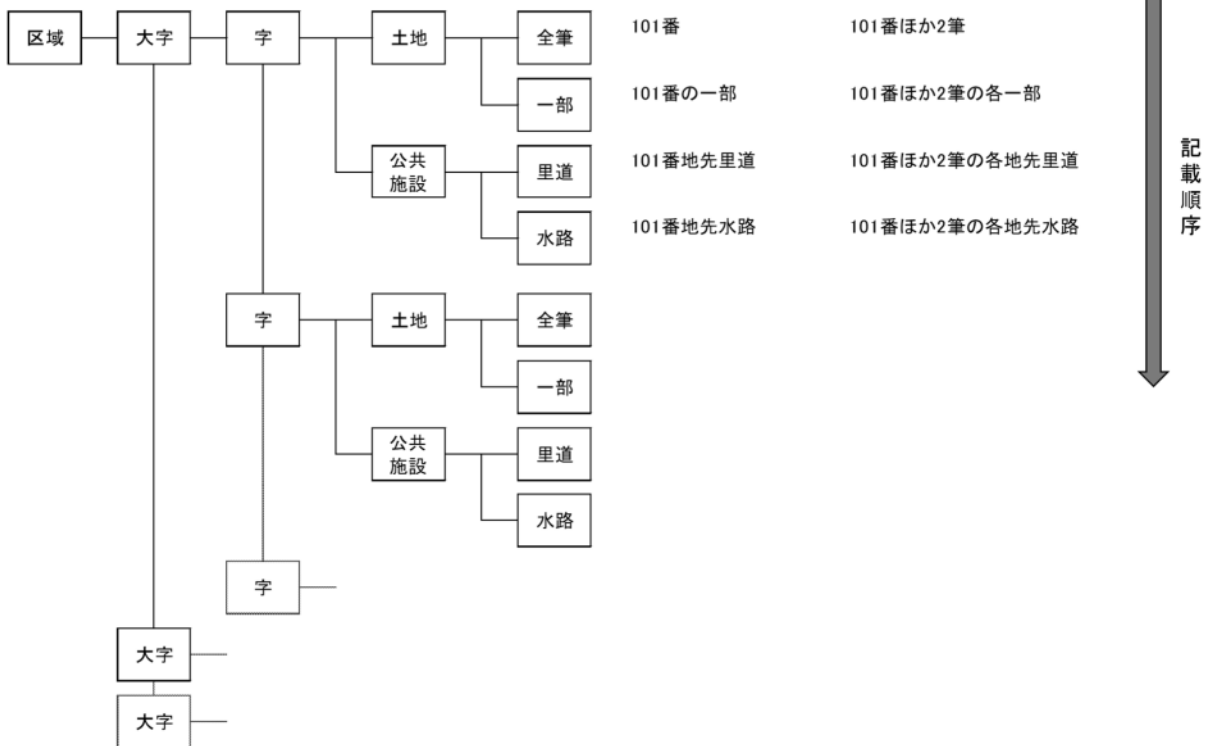 区域
大字
字
土地
全筆
101番
101番ほか2筆
一部
101番の一部
101番ほか2筆の各一部
公共
施設
里道
101番地先里道
101番ほか2筆の各地先里道
水路
101番地先水路
101番ほか2筆の各地先水路
字
土地
全筆
一部
公共
施設
里道
水路
字
大字
大字
記載順序